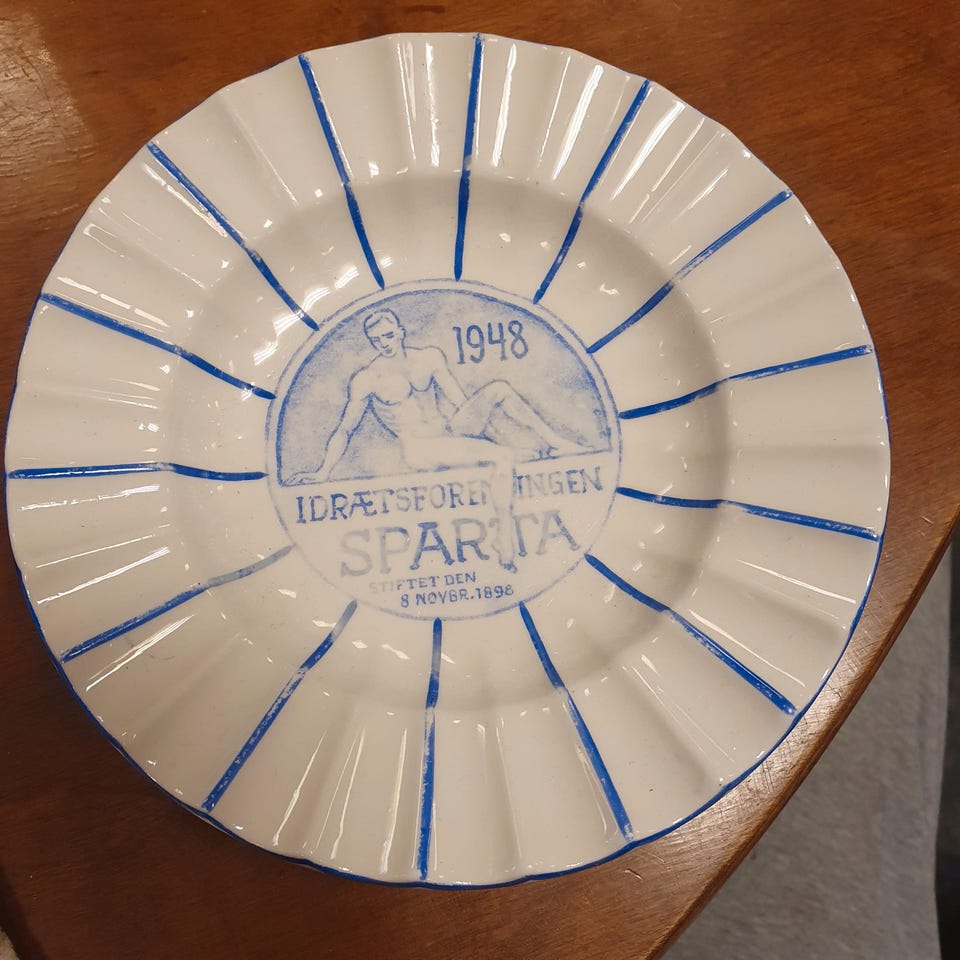 1948
IDRÆTSFORENINGEN
SPARTA
STIFTET DEN
8 NOVBR. 1898